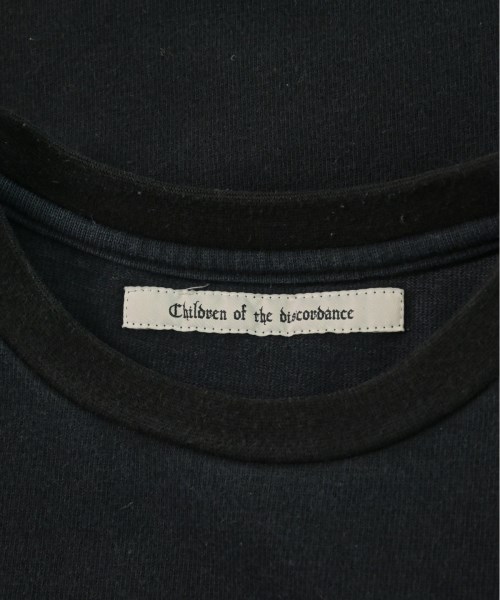 Children of the discordance